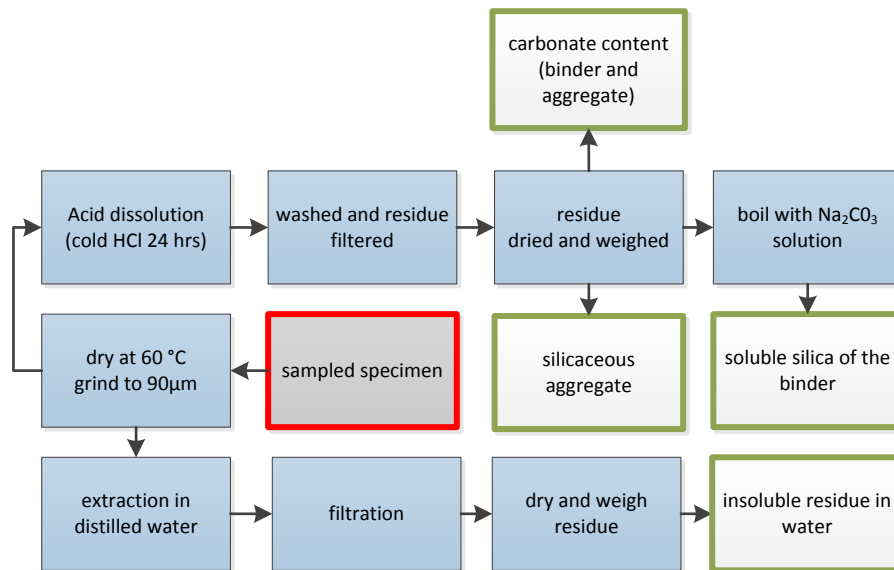 carbonate content
(binder and
aggregate)
Acid dissolution
(cold HCl 24 hrs)
washed and residue
filtered
residue
dried and weighed
boil with Na₂C0₃
solution
dry at 60 °C
grind to 90µm
sampled specimen
silicaceous
aggregate
soluble silica of the
binder
extraction in
distilled water
filtration
dry and weigh
residue
insoluble residue in
water